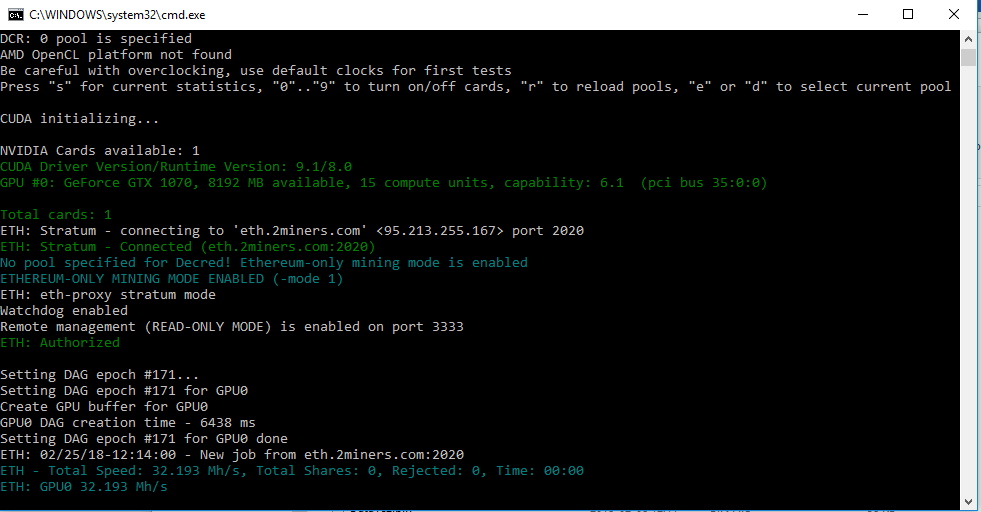 C:\WINDOWS\system32\cmd.exe
DCR: 0 pool is specified
AMD OpenCL platform not found
Be careful with overclocking, use default clocks for first tests
Press "s" for current statistics, "0".."9" to turn on/off cards, "r" to reload pools, "e" or "d" to select current pool
CUDA initializing...
NVIDIA Cards available: 1
CUDA Driver Version/Runtime Version: 9.1/8.0
GPU #0: GeForce GTX 1070, 8192 MB available, 15 compute units, capability: 6.1  (pci bus 35:0:0)
Total cards: 1
ETH: Stratum - connecting to 'eth.2miners.com' <95.213.255.167> port 2020
ETH: Stratum - Connected (eth.2miners.com:2020)
No pool specified for Decred! Ethereum-only mining mode is enabled
ETHEREUM-ONLY MINING MODE ENABLED (-mode 1)
ETH: eth-proxy stratum mode
Watchdog enabled
Remote management (READ-ONLY MODE) is enabled on port 3333
ETH: Authorized
Setting DAG epoch #171...
Setting DAG epoch #171 for GPU0
Create GPU buffer for GPU0
GPU0 DAG creation time - 6438 ms
Setting DAG epoch #171 for GPU0 done
ETH: 02/25/18-12:14:00 - New job from eth.2miners.com:2020
ETH - Total Speed: 32.193 Mh/s, Total Shares: 0, Rejected: 0, Time: 00:00
ETH: GPU0 32.193 Mh/s